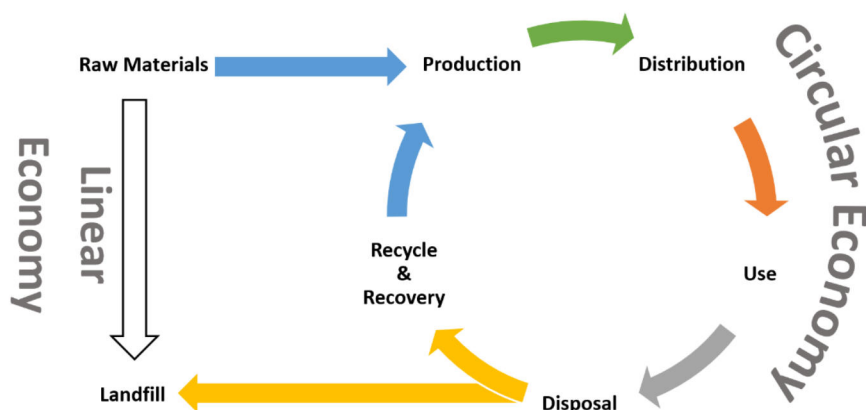 Raw Materials
Production
Distribution
Circular Economy
Linear
Economy
Recycle
&
Recovery
Use
Landfill
Disposal